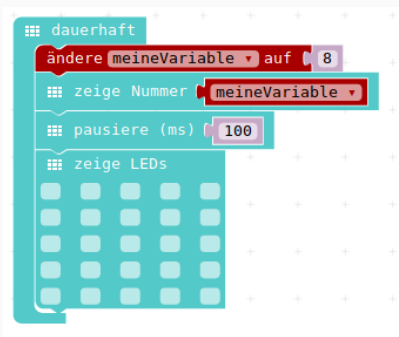 dauerhaft
ändere meineVariable auf 8
zeige Nummer meineVariable
pausiere (ms) 100
zeige LEDs